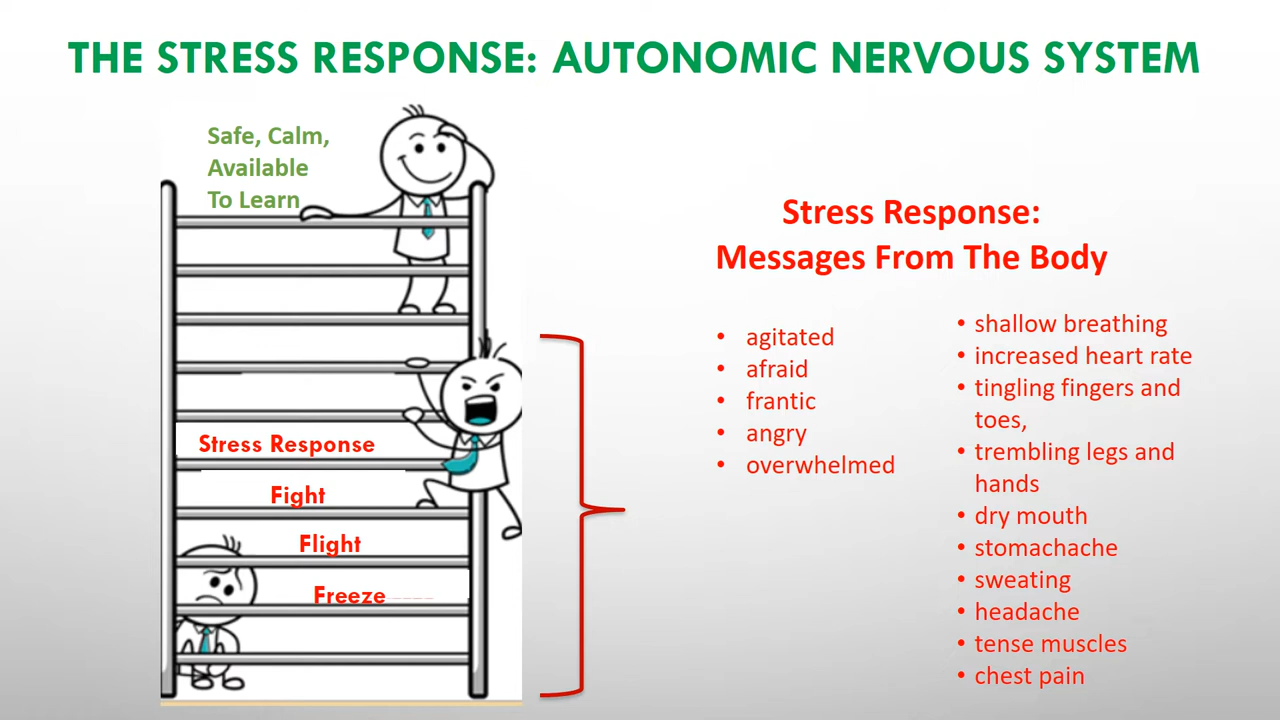 THE STRESS RESPONSE: AUTONOMIC NERVOUS SYSTEM
Safe, Calm,
Available
To Learn
Stress Response
Fight
Flight
Freeze
Stress Response:
Messages From The Body
• agitated
• afraid
• frantic
• angry
• overwhelmed
• shallow breathing
• increased heart rate
• tingling fingers and
toes,
• trembling legs and
hands
• dry mouth
• stomachache
• sweating
• headache
• tense muscles
• chest pain